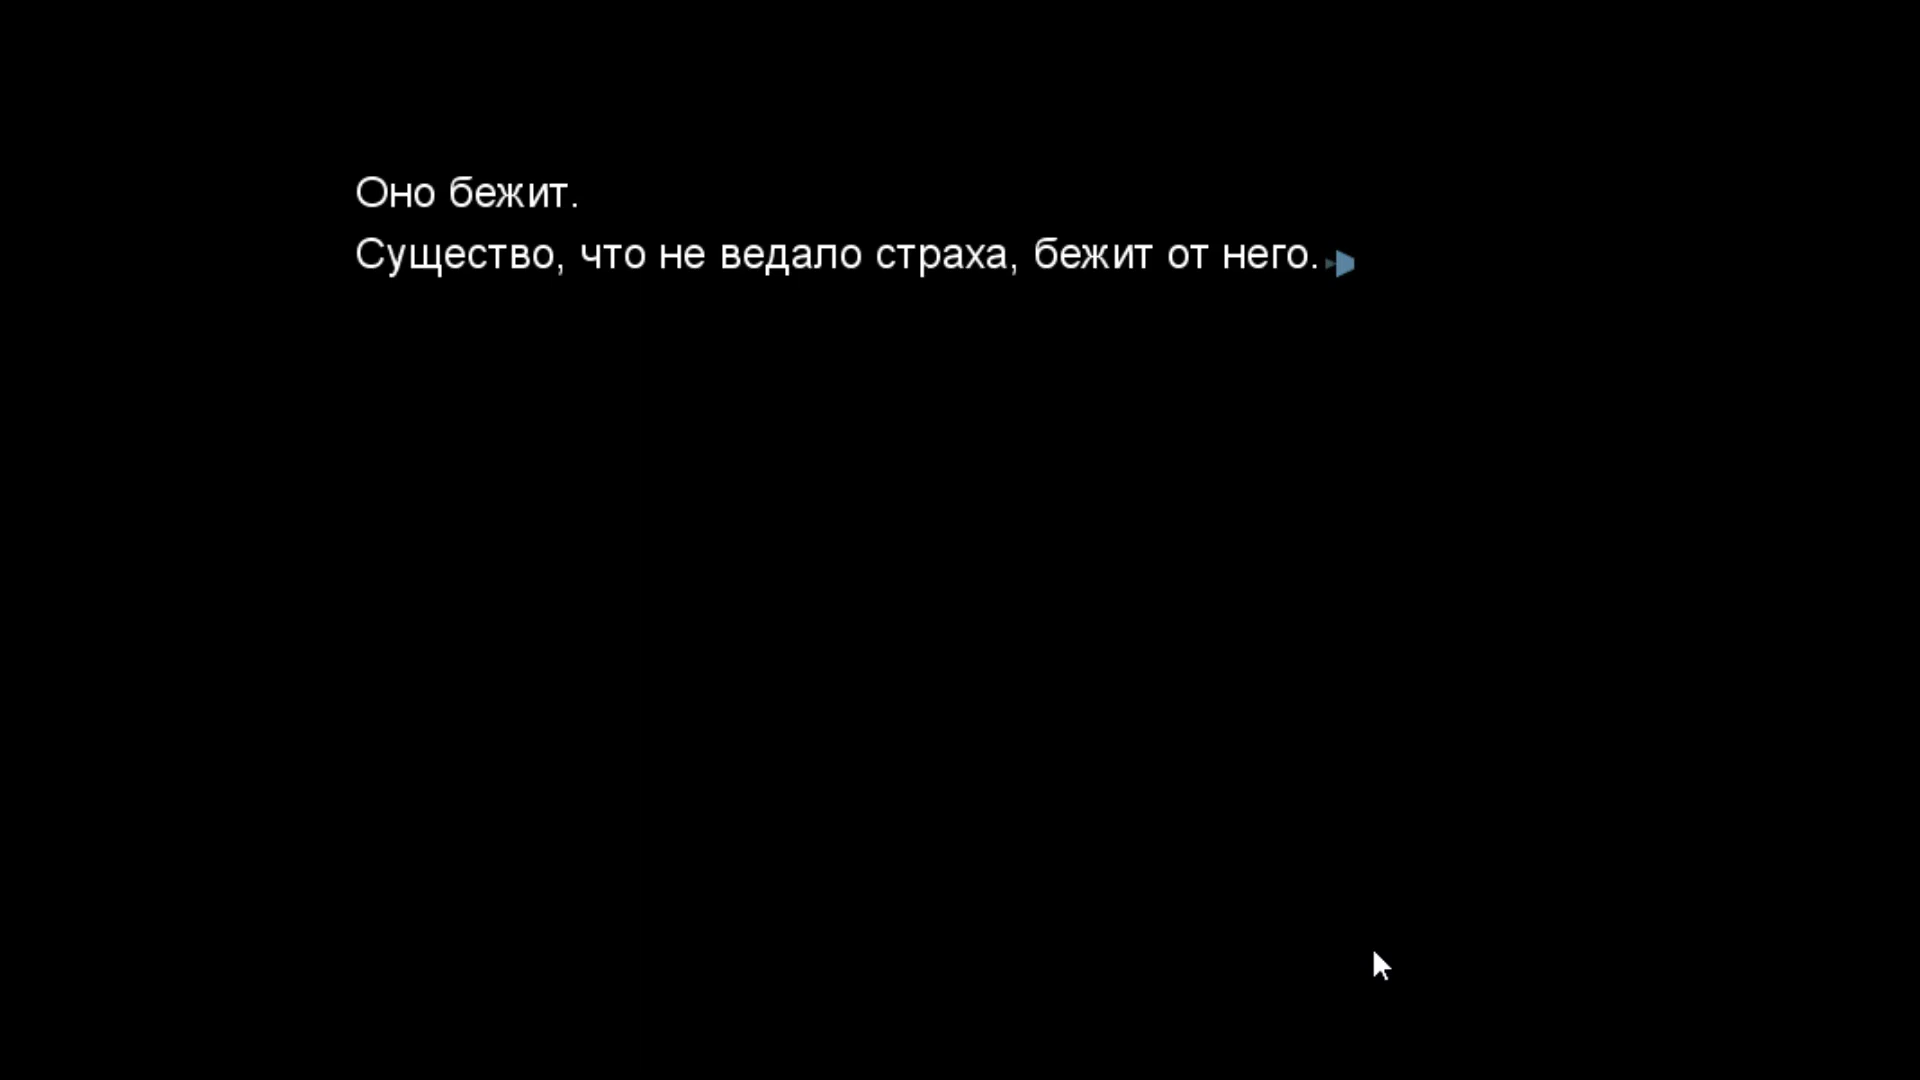 Оно бежит.
Существо, что не ведало страха, бежит от него.